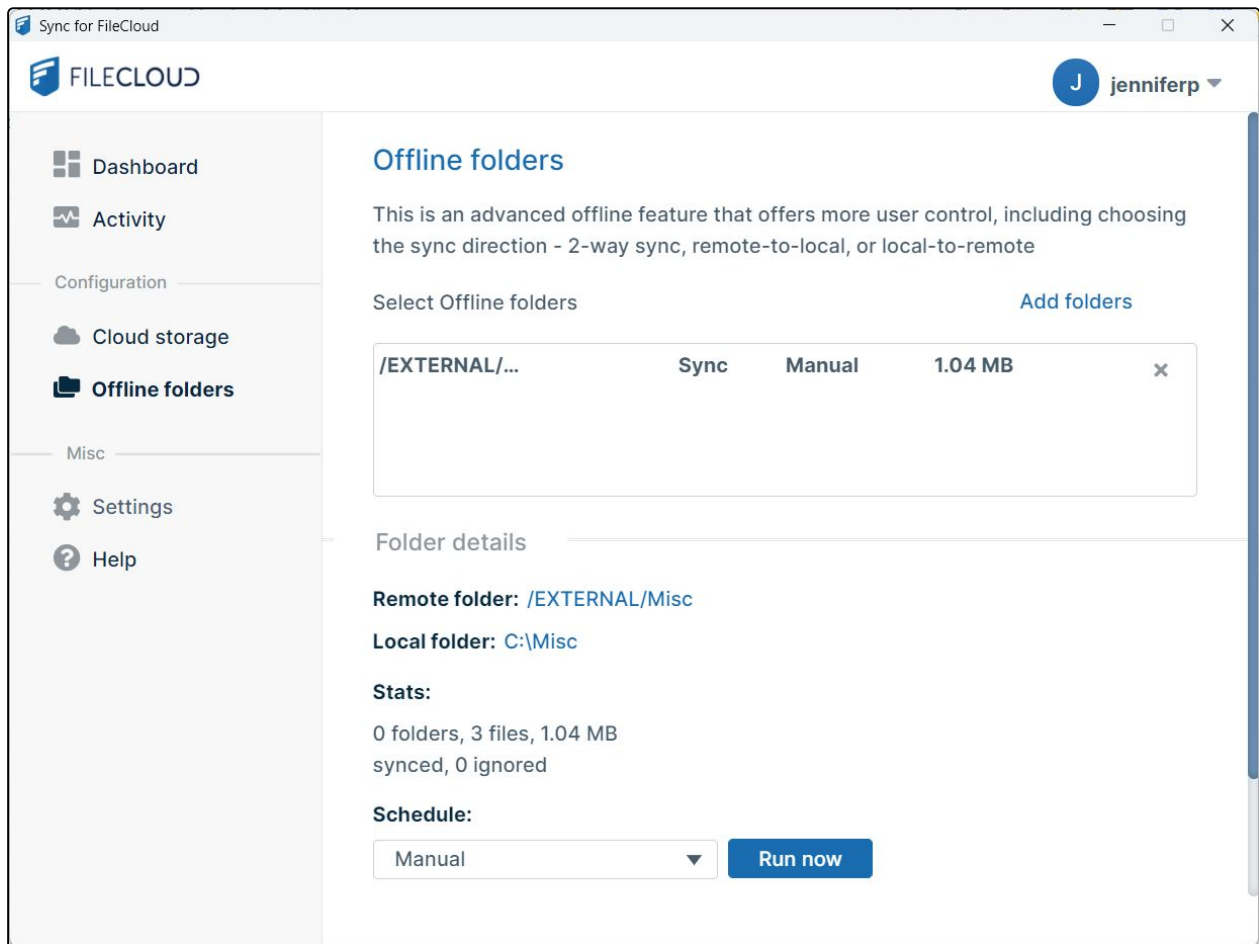 Sync for FileCloud
FILECLOUD
J
jenniferp
Dashboard
Activity
Configuration
Cloud storage
Offline folders
Misc
Settings
Help
Offline folders
This is an advanced offline feature that offers more user control, including choosing
the sync direction - 2-way sync, remote-to-local, or local-to-remote
Select Offline folders Add folders
/EXTERNAL/... Sync Manual 1.04 MB
Folder details
Remote folder: /EXTERNAL/Misc
Local folder: C:\Misc
Stats:
0 folders, 3 files, 1.04 MB
synced, 0 ignored
Schedule:
Manual Run now